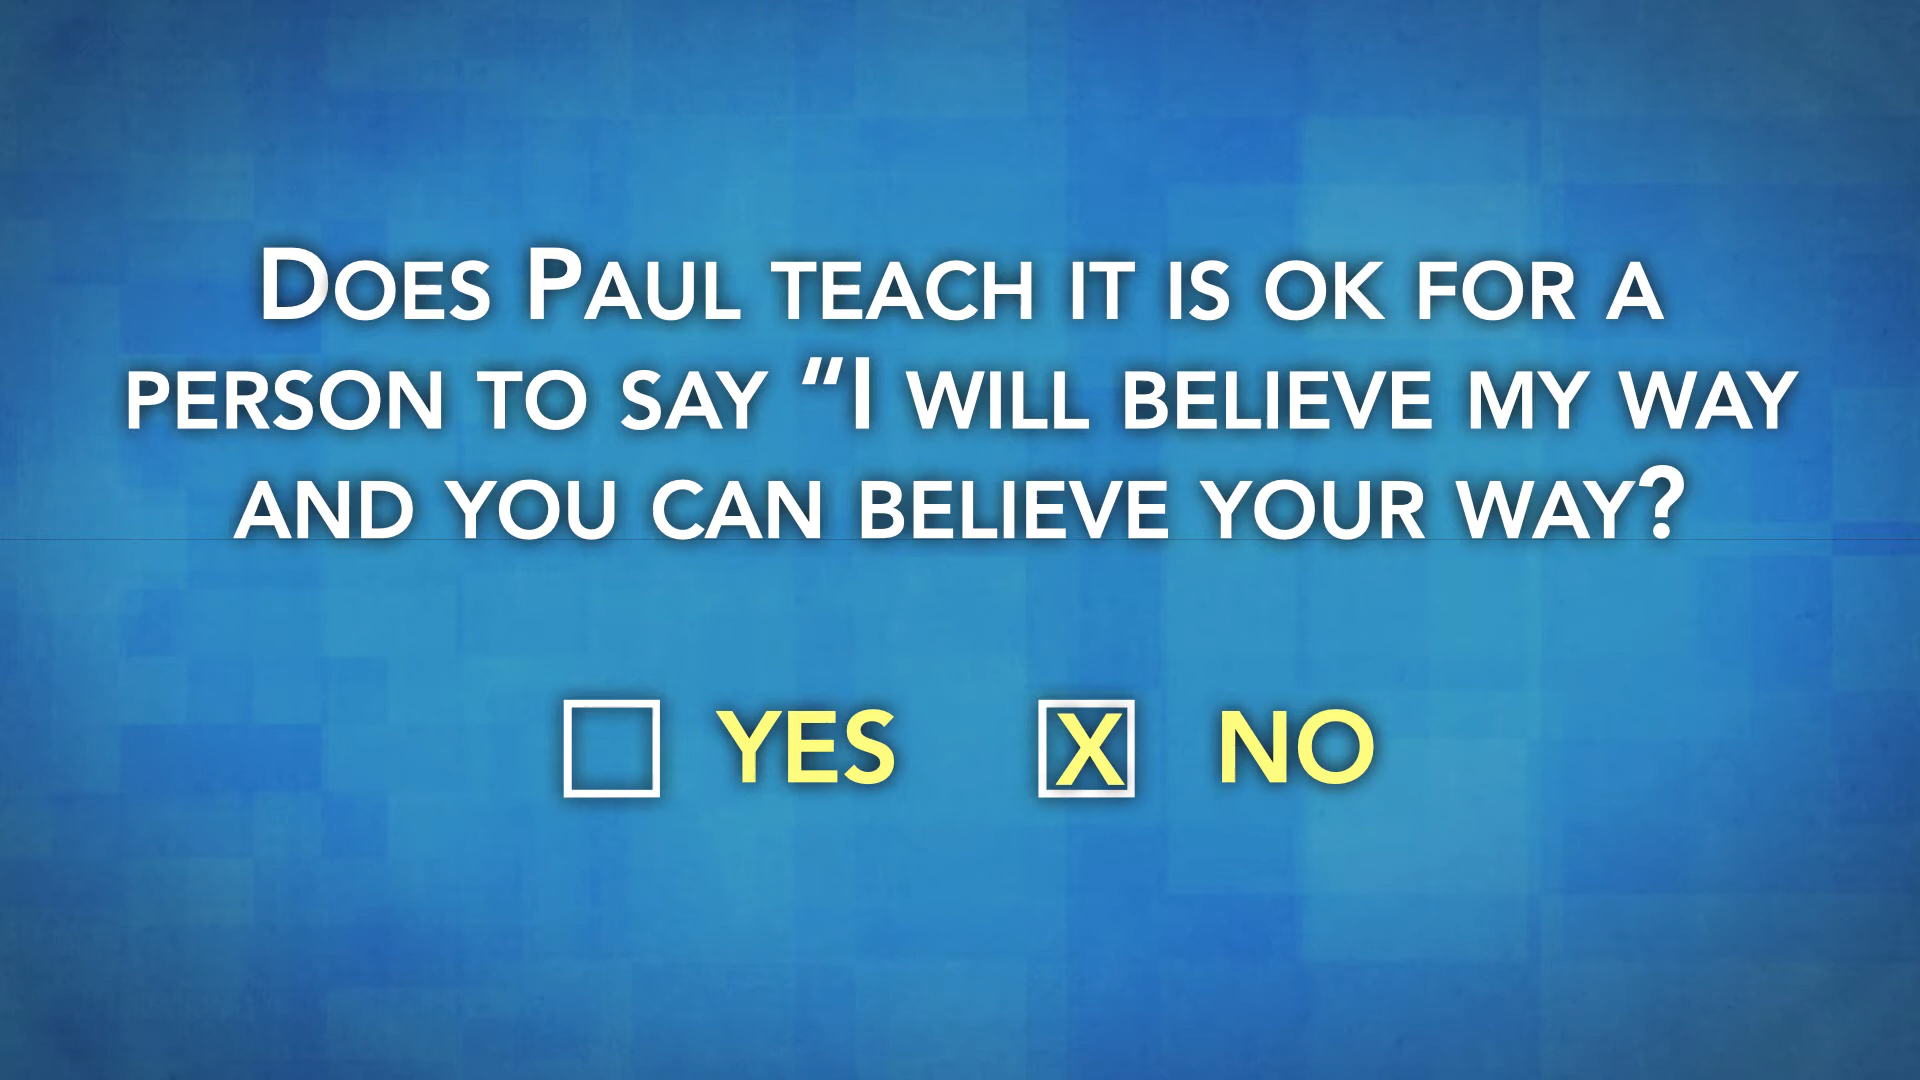 Does Paul teach it is ok for a
person to say “I will believe my way
and you can believe your way?
☐ YES ☒ NO